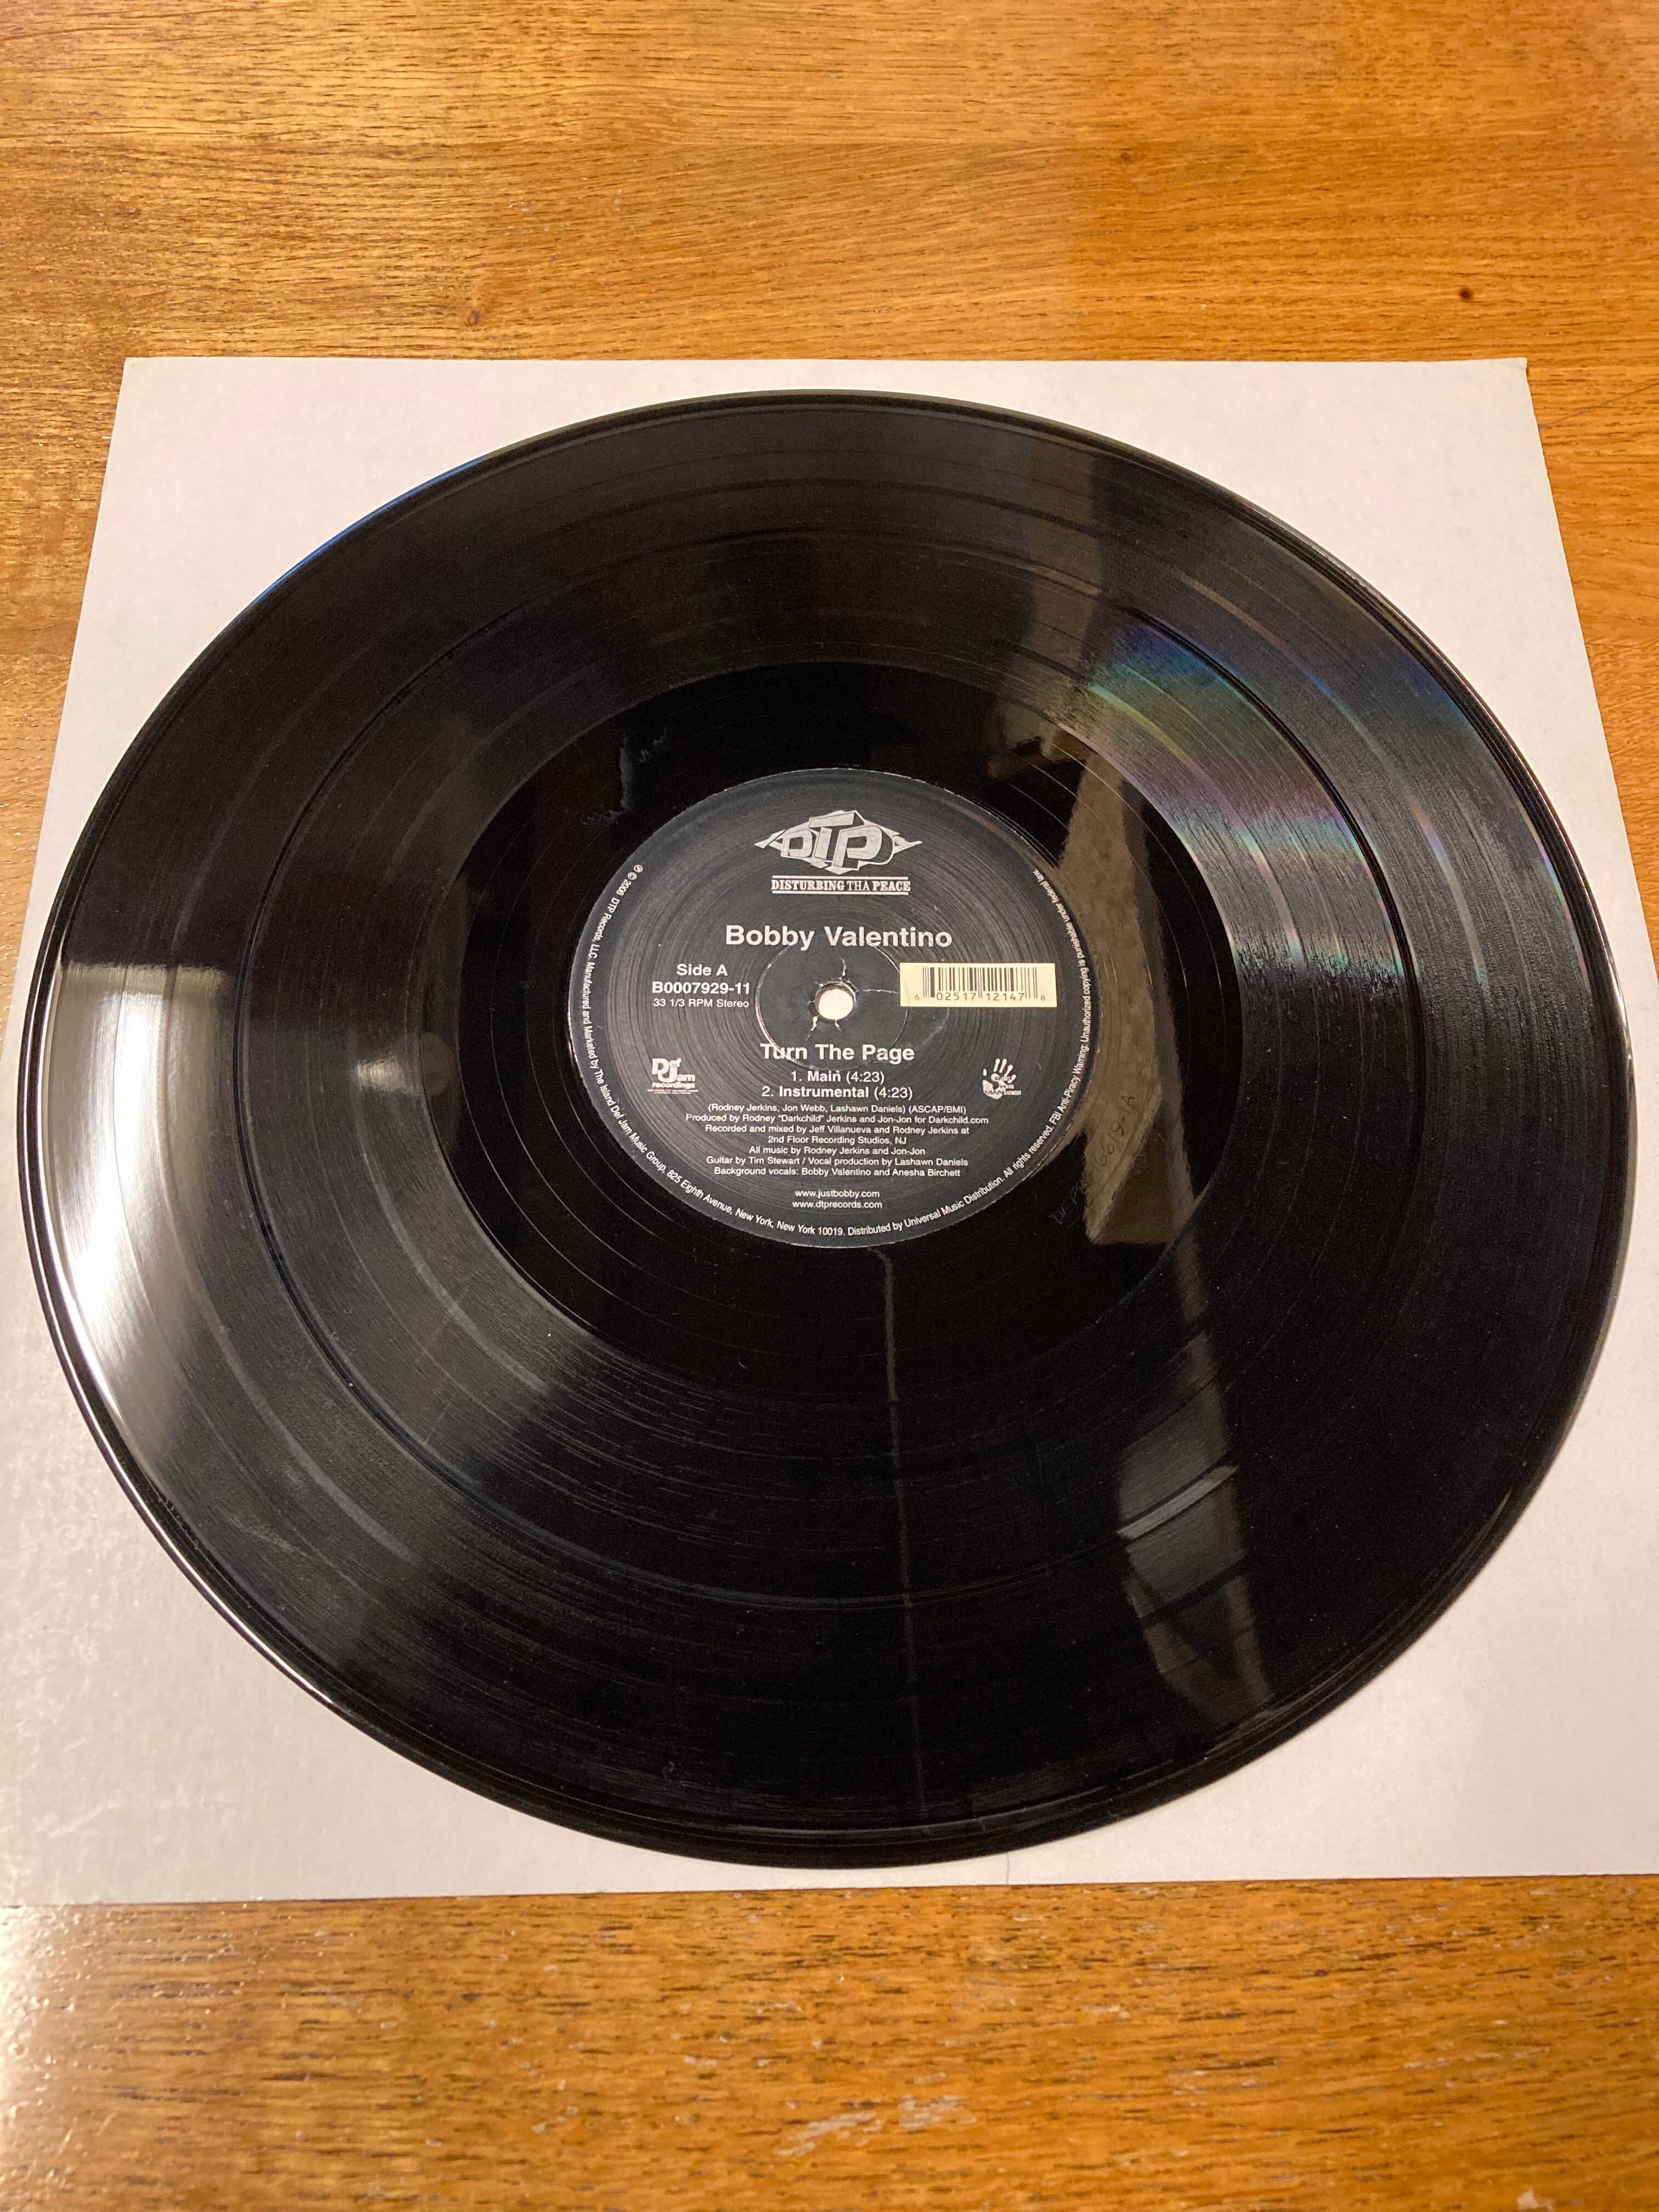 DTP
DISTURBING THA PEACE
Bobby Valentino
Side A
B0007929-11
33 1/3 RPM Stereo
6 02517 12147 8
Turn The Page
1. Main (4:23)
2. Instrumental (4:23)
Def Jam
recordings
(Rodney Jerkins, Jon Webb, Lashawn Daniels) (ASCAP/BMI)
Produced by Rodney "Darkchild" Jerkins and Jon-Jon for Darkchild.com
Recorded and mixed by Jeff Villanueva and Rodney Jerkins at
2nd Floor Recording Studios, NJ
All music by Rodney Jerkins and Jon-Jon
Guitar by Tim Stewart / Vocal production by Lashawn Daniels
Background vocals: Bobby Valentino and Anesha Birchett
www.justbobby.com
www.dtprecords.com
℗ © 2006 DTP Records, LLC. Manufactured and Marketed by The Island Def Jam Music Group, 825 Eighth Avenue, New York, New York 10019. Distributed by Universal Music Distribution. All rights reserved. FBI Anti-Piracy Warning: Unauthorized copying is punishable under federal law.